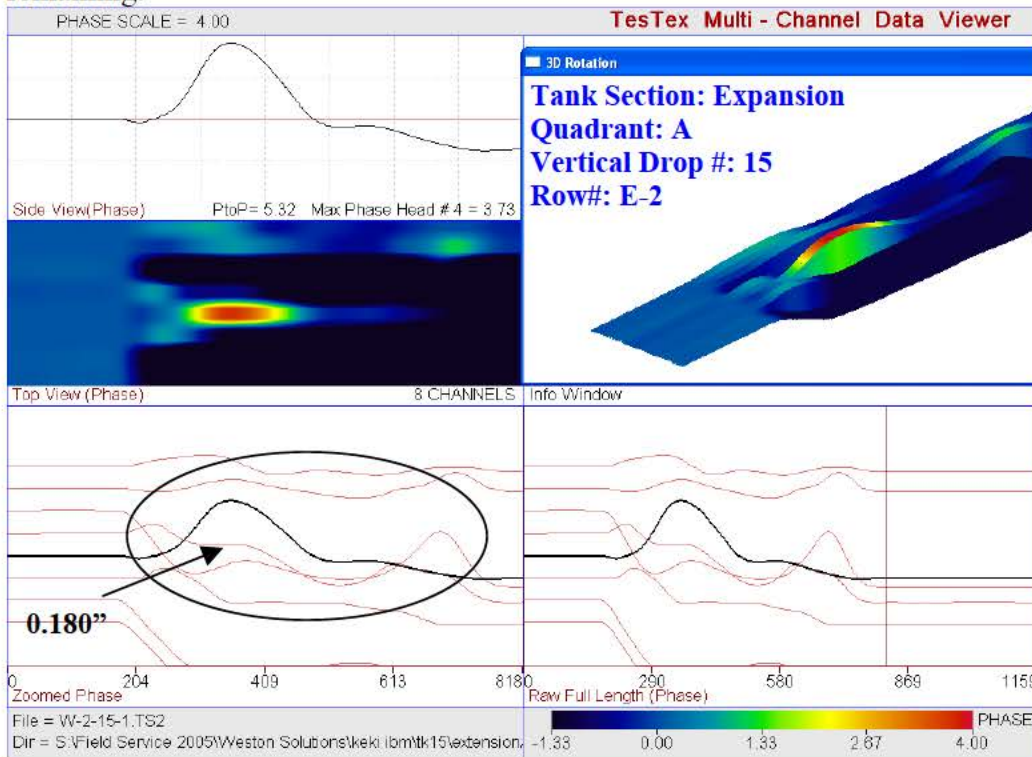 PHASE SCALE = 4.00
TesTex Multi - Channel Data Viewer
3D Rotation
Tank Section: Expansion
Quadrant: A
Vertical Drop #: 15
Row#: E-2
Side View(Phase) PtoP= 5.32 Max Phase Head # 4 = 3.73
Top View (Phase) 8 CHANNELS
Info Window
0.180”
0 204 409 613 818
Zoomed Phase
0 290 580 869 1159
Raw Full Length (Phase)
File = W-2-15-1.TS2
Dir = S:\Field Service 2005\Weston Solutions\keki ibm\tk15\extension,
PHASE
-1.33 0.00 1.33 2.67 4.00